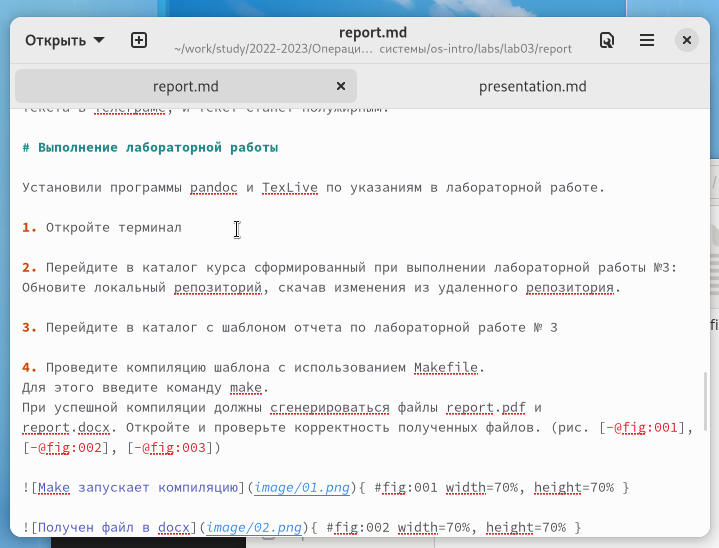 Открыть
report.md
~/work/study/2022-2023/Операци… системы/os-intro/labs/lab03/report
report.md
presentation.md
текста в Телеграме, и текст станет полужирным.
# Выполнение лабораторной работы
Установили программы pandoc и TexLive по указаниям в лабораторной работе.
1. Откройте терминал
2. Перейдите в каталог курса сформированный при выполнении лабораторной работы №3:
Обновите локальный репозиторий, скачав изменения из удаленного репозитория.
3. Перейдите в каталог с шаблоном отчета по лабораторной работе № 3
4. Проведите компиляцию шаблона с использованием Makefile.
Для этого введите команду make.
При успешной компиляции должны сгенерироваться файлы report.pdf и
report.docx. Откройте и проверьте корректность полученных файлов. (рис. [-@fig:001],
[-@fig:002], [-@fig:003])
![Make запускает компиляцию](image/01.png){ #fig:001 width=70%, height=70% }
![Получен файл в docx](image/02.png){ #fig:002 width=70%, height=70% }